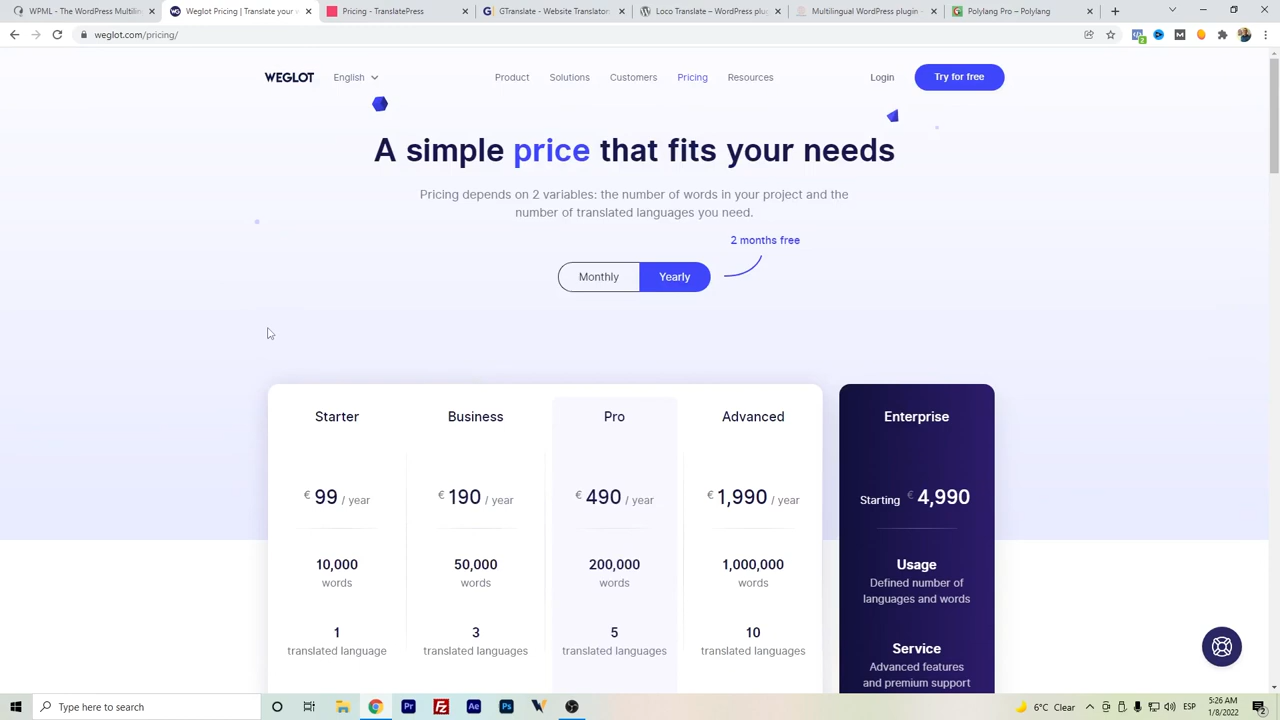 WPML - The WordPress Multilin
Weglot Pricing | Translate your v
Pricing - TranslatePress
GTranslate - Website Translation
Loco Translate – WordPress plug
Multilingual WordPress plugin -
Polylang Pro – Polylang
weglot.com/pricing/
WEGLOT
English
Product
Solutions
Customers
Pricing
Resources
Login
Try for free
A simple price that fits your needs
Pricing depends on 2 variables: the number of words in your project and the
number of translated languages you need.
2 months free
Monthly
Yearly
Starter
Business
Pro
Advanced
Enterprise
€ 99 / year
€ 190 / year
€ 490 / year
€ 1,990 / year
Starting € 4,990
10,000
words
50,000
words
200,000
words
1,000,000
words
Usage
Defined number of
languages and words
1
translated language
3
translated languages
5
translated languages
10
translated languages
Service
Advanced features
and premium support
Type here to search
Pr
Fz
Ae
Ps
6°C Clear
ESP
5:26 AM
1/8/2022